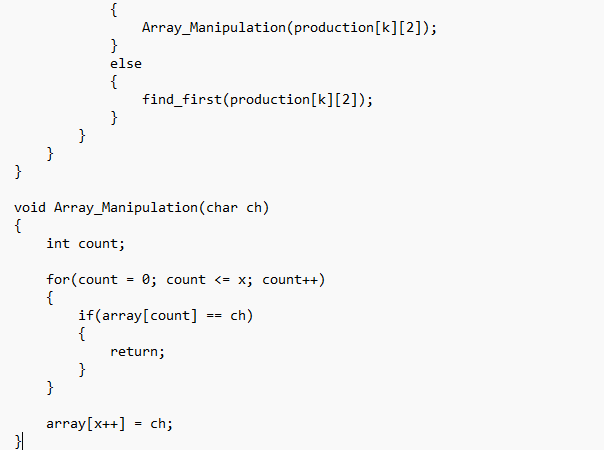 {
Array_Manipulation(production[k][2]);
}
else
{
find_first(production[k][2]);
}
}
}
}
void Array_Manipulation(char ch)
{
int count;
for(count = 0; count <= x; count++)
{
if(array[count] == ch)
{
return;
}
}
array[x++] = ch;
}